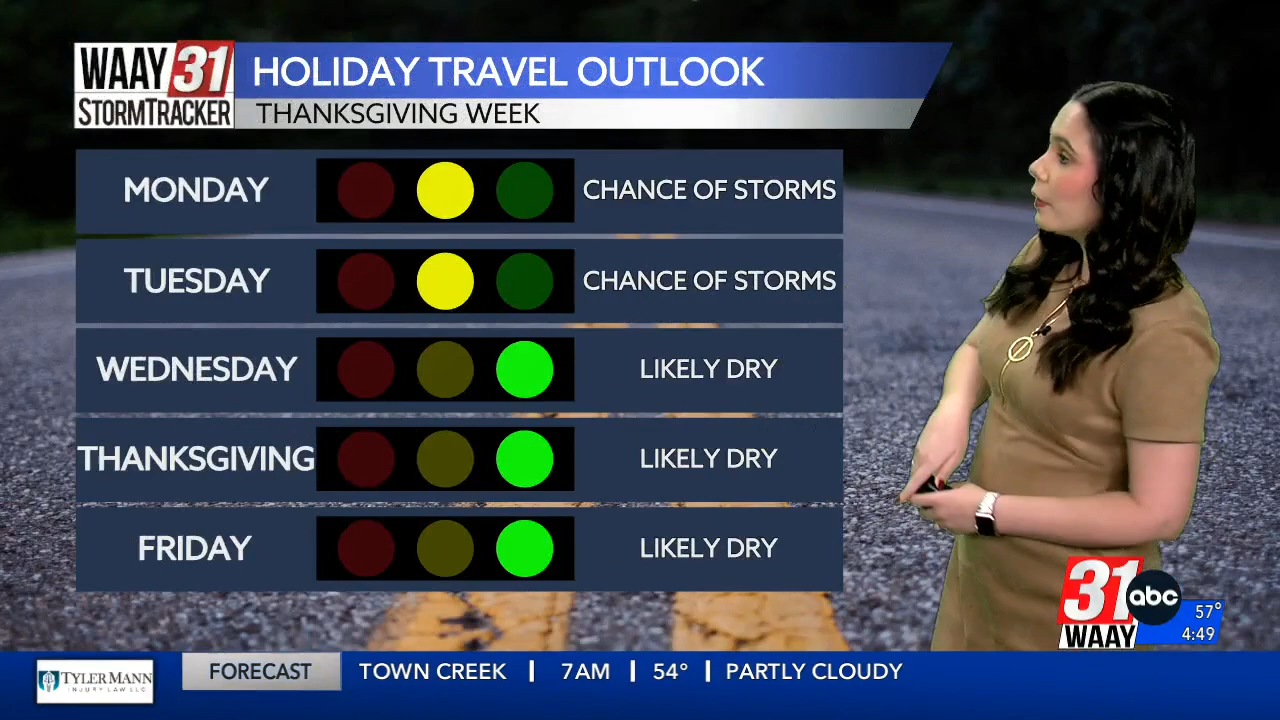 WAAY 31
STORMTRACKER
HOLIDAY TRAVEL OUTLOOK
THANKSGIVING WEEK
MONDAY CHANCE OF STORMS
TUESDAY CHANCE OF STORMS
WEDNESDAY LIKELY DRY
THANKSGIVING LIKELY DRY
FRIDAY LIKELY DRY
31 abc
WAAY
57°
4:49
TYLER MANN
INJURY LAW LLC
FORECAST TOWN CREEK | 7AM | 54° | PARTLY CLOUDY